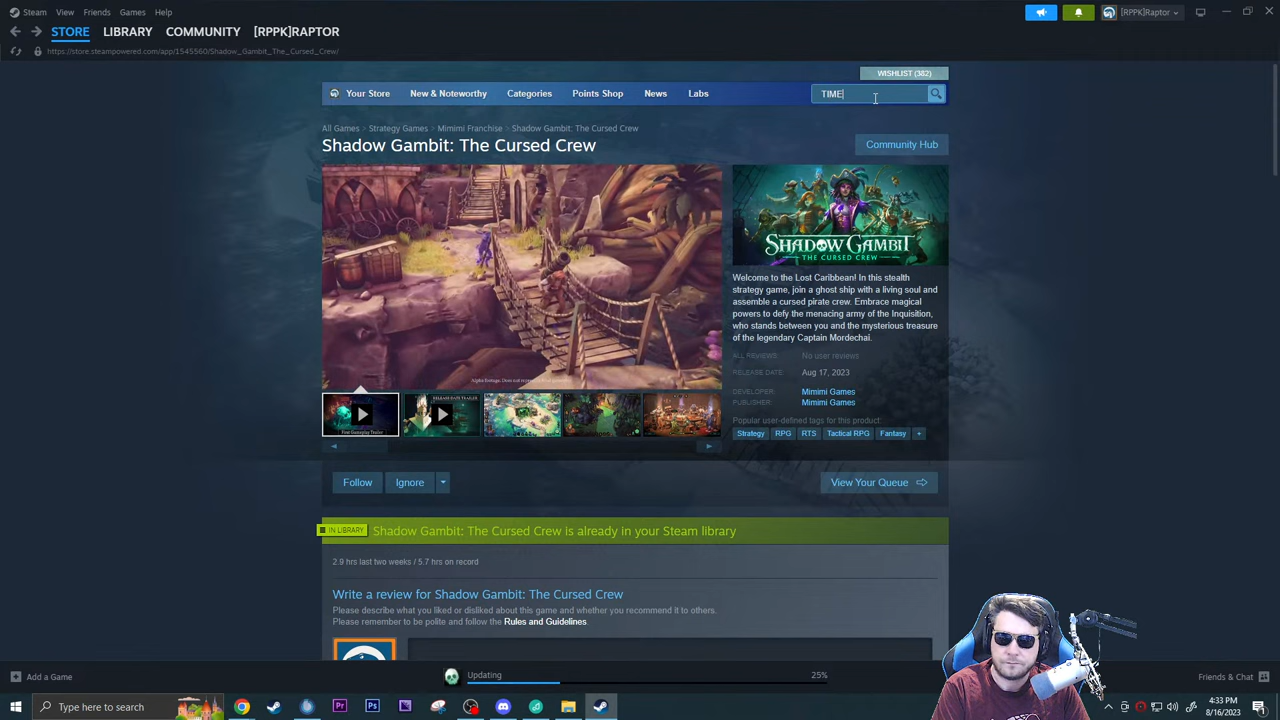 Steam View Friends Games Help
[RPPK]Raptor
STORE LIBRARY COMMUNITY [RPPK]RAPTOR
https://store.steampowered.com/app/1545560/Shadow_Gambit_The_Cursed_Crew/
WISHLIST (382)
Your Store New & Noteworthy Categories Points Shop News Labs TIME
All Games > Strategy Games > Mimimi Franchise > Shadow Gambit: The Cursed Crew
Shadow Gambit: The Cursed Crew
Community Hub
SHADOW GAMBIT
THE CURSED CREW
Welcome to the Lost Caribbean! In this stealth
strategy game, join a ghost ship with a living soul and
assemble a cursed pirate crew. Embrace magical
powers to defy the menacing army of the Inquisition,
who stands between you and the mysterious treasure
of the legendary Captain Mordechai.
ALL REVIEWS: No user reviews
RELEASE DATE: Aug 17, 2023
DEVELOPER: Mimimi Games
PUBLISHER: Mimimi Games
Popular user-defined tags for this product:
Strategy RPG RTS Tactical RPG Fantasy +
First Gameplay Trailer
Follow Ignore View Your Queue
IN LIBRARY Shadow Gambit: The Cursed Crew is already in your Steam library
2.9 hrs last two weeks / 5.7 hrs on record
Write a review for Shadow Gambit: The Cursed Crew
Please describe what you liked or disliked about this game and whether you recommend it to others.
Please remember to be polite and follow the Rules and Guidelines.
Add a Game Updating 25% Friends & Chat
Type here to search
4:33 PM
8/16/2023